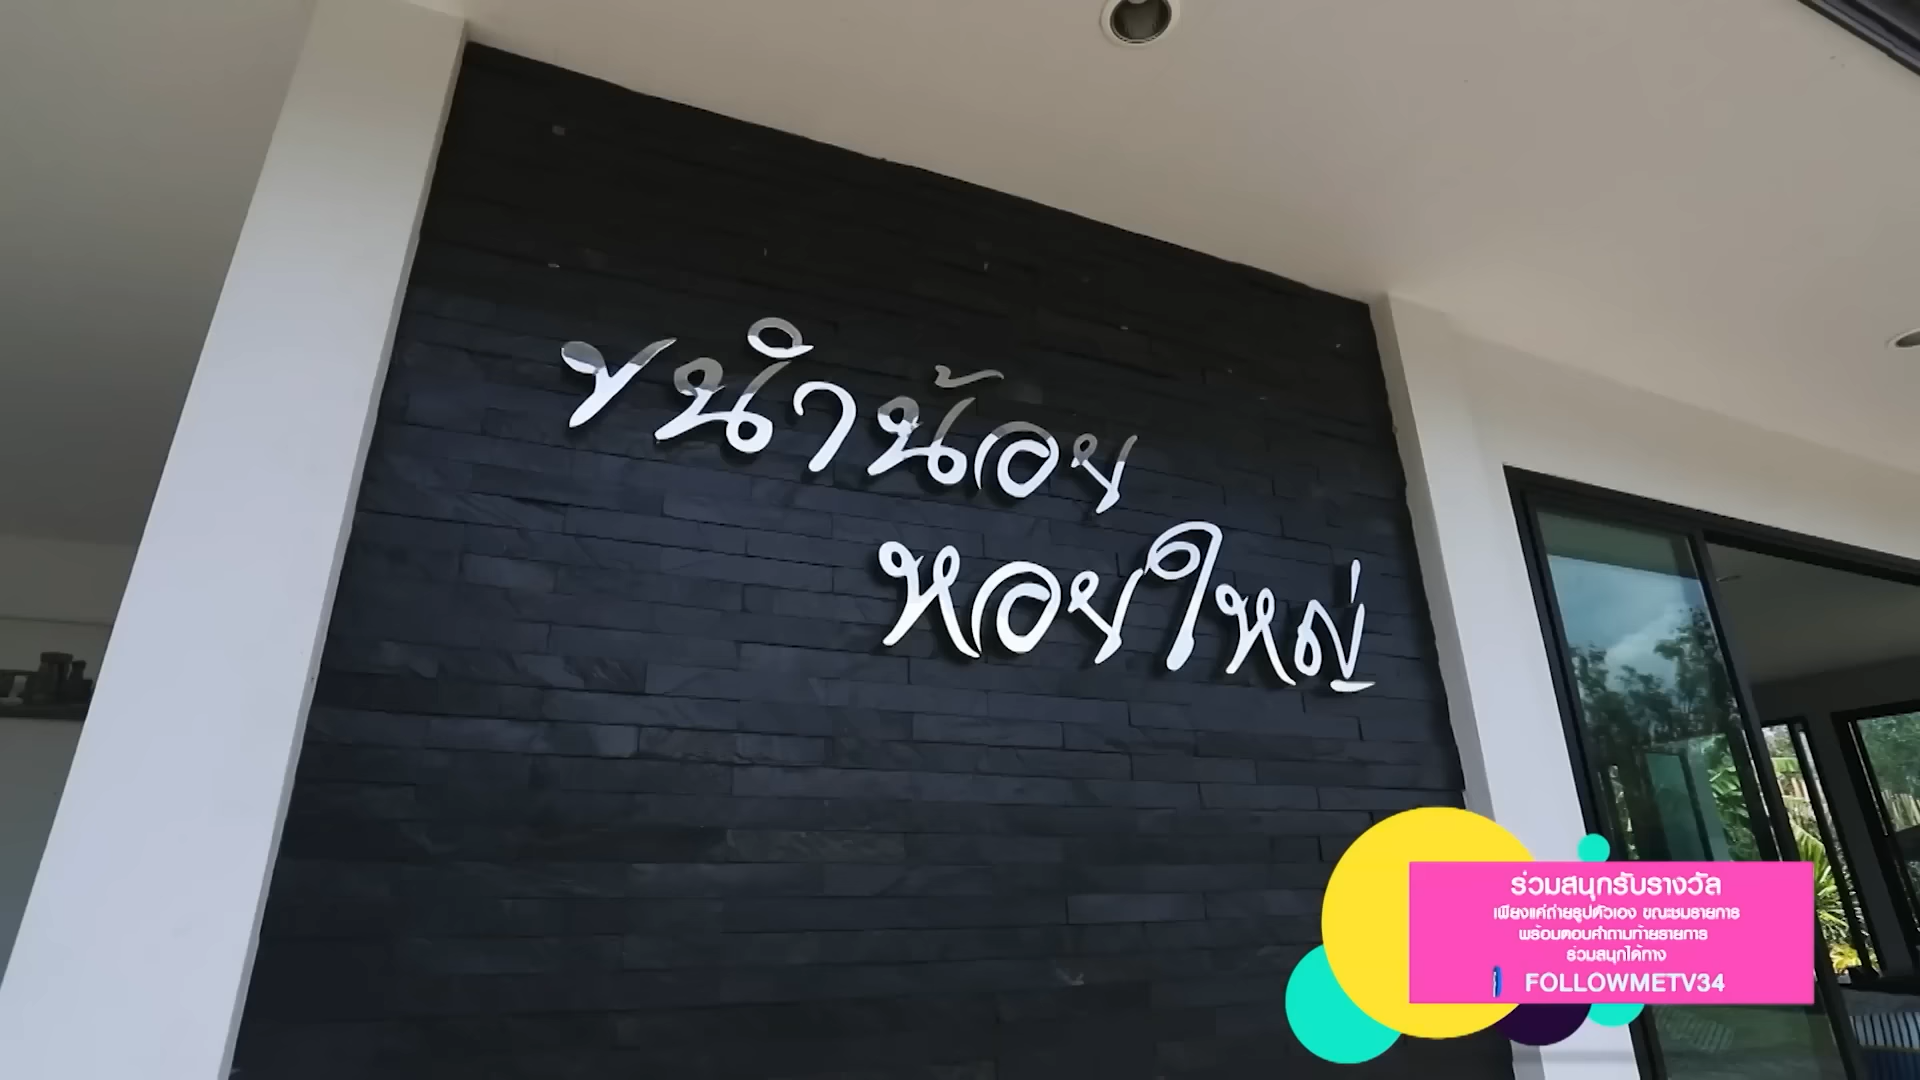 ขนำน้อย
หอยใหญ่
ร่วมสนุกรับรางวัล
เพียงแค่ถ่ายรูปตัวเอง ขณะชมรายการ
พร้อมตอบคำถามท้ายรายการ
ร่วมสนุกได้ทาง
FOLLOWMETV34